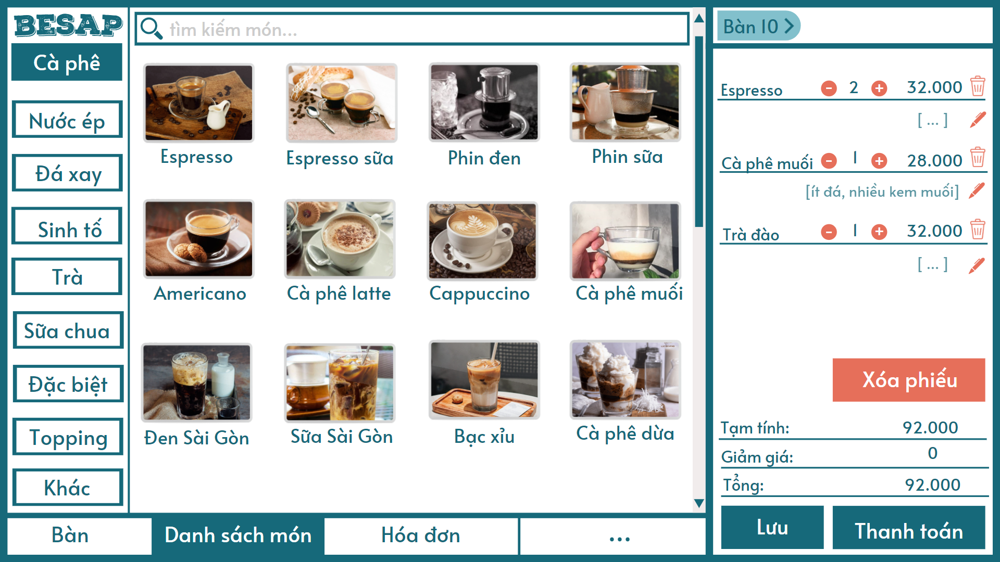 BESAP
Cà phê
Nước ép
Đá xay
Sinh tố
Trà
Sữa chua
Đặc biệt
Topping
Khác
tìm kiếm món...
Espresso
Espresso sữa
Phin đen
Phin sữa
Americano
Cà phê latte
Cappuccino
Cà phê muối
Đen Sài Gòn
Sữa Sài Gòn
Bạc xỉu
Cà phê dừa
Bàn
Danh sách món
Hóa đơn
...
Bàn 10
Espresso - 2 + 32.000
[ ... ]
Cà phê muối - 1 + 28.000
[ít đá, nhiều kem muối]
Trà đào - 1 + 32.000
[ ... ]
Xóa phiếu
Tạm tính: 92.000
Giảm giá: 0
Tổng: 92.000
Lưu
Thanh toán